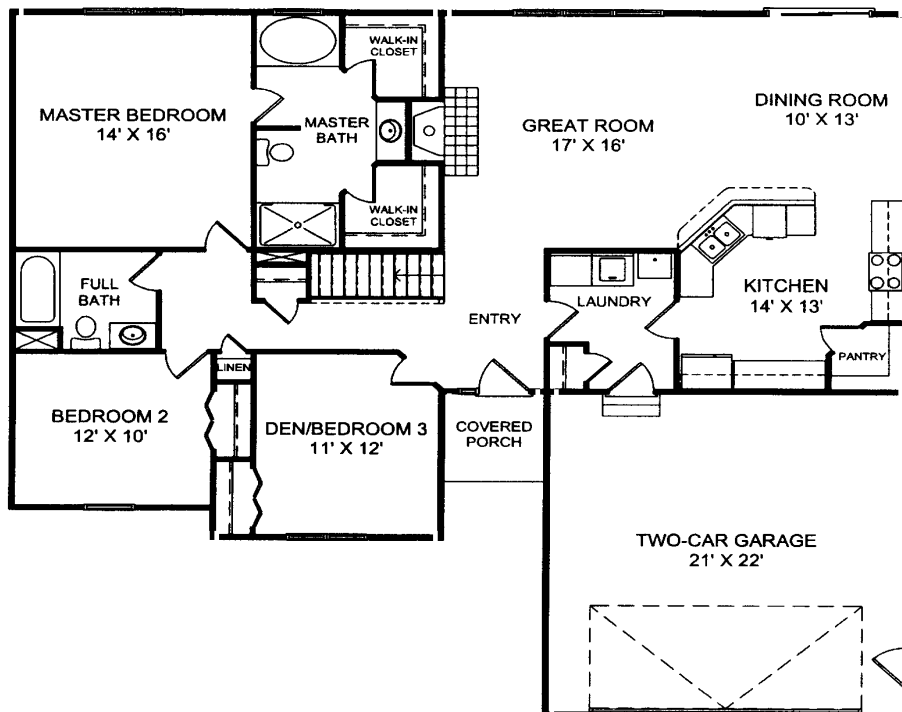 WALK-IN
CLOSET
MASTER BEDROOM
14' X 16'
MASTER
BATH
GREAT ROOM
17' X 16'
DINING ROOM
10' X 13'
WALK-IN
CLOSET
FULL
BATH
LAUNDRY
KITCHEN
14' X 13'
ENTRY
PANTRY
LINEN
BEDROOM 2
12' X 10'
DEN/BEDROOM 3
11' X 12'
COVERED
PORCH
TWO-CAR GARAGE
21' X 22'